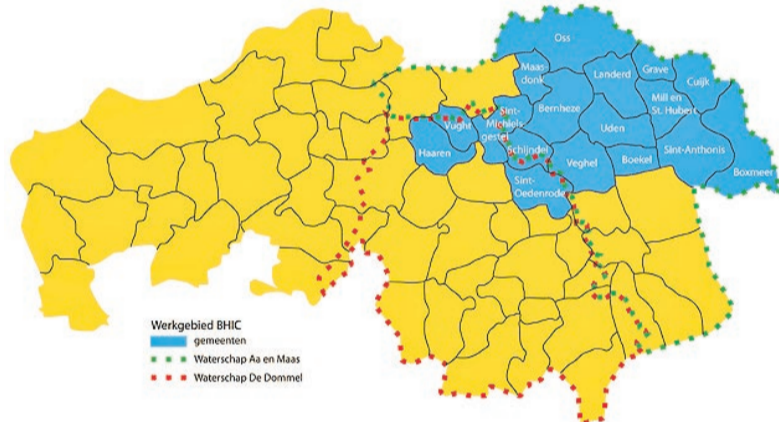 Oss
Maas-
donk
Landerd
Grave
Cuijk
Mill en
St. Hubert
Bernheze
Sint-
Michiels
gestel
Vught
Haaren
Schijndel
Uden
Veghel
Boekel
Sint-Anthonis
Boxmeer
Sint-
Oedenrode
Werkgebied BHIC
gemeenten
Waterschap Aa en Maas
Waterschap De Dommel